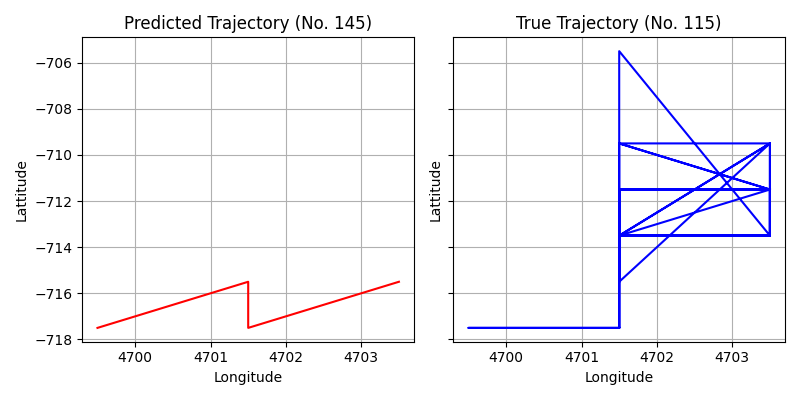 Predicted Trajectory (No. 145)
−706
−708
−710
−712
−714
−716
−718
Lattitude
4700
4701
4702
4703
Longitude
True Trajectory (No. 115)
Lattitude
4700
4701
4702
4703
Longitude